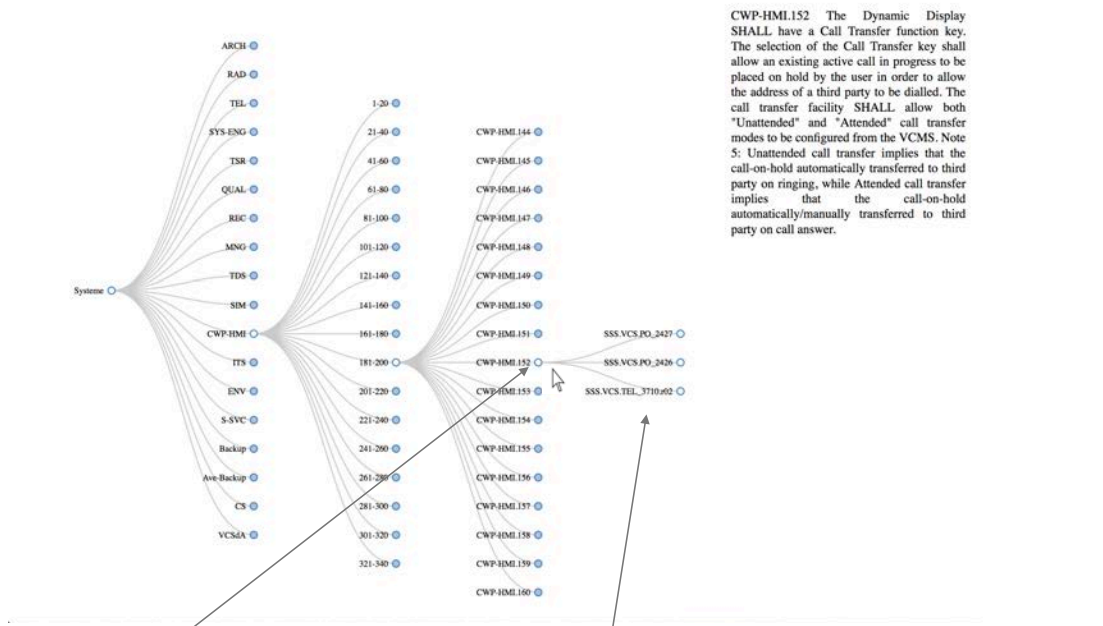 CWP-HMI.152 The Dynamic Display
SHALL have a Call Transfer function key.
The selection of the Call Transfer key shall
allow an existing active call in progress to be
placed on hold by the user in order to allow
the address of a third party to be dialled. The
call transfer facility SHALL allow both
"Unattended" and "Attended" call transfer
modes to be configured from the VCMS. Note
5: Unattended call transfer implies that the
call-on-hold automatically transferred to third
party on ringing, while Attended call transfer
implies that the call-on-hold
automatically/manually transferred to third
party on call answer.
Systeme
ARCH
RAD
TEL
SYS-ENG
TSR
QUAL
REC
MNG
TDS
SIM
CWP-HMI
ITS
ENV
S-SVC
Backup
Ave-Backup
CS
VCSdA
1-20
21-40
41-60
61-80
81-100
101-120
121-140
141-160
161-180
181-200
201-220
221-240
241-260
261-280
281-300
301-320
321-340
CWP-HMI.144
CWP-HMI.145
CWP-HMI.146
CWP-HMI.147
CWP-HMI.148
CWP-HMI.149
CWP-HMI.150
CWP-HMI.151
CWP-HMI.152
CWP-HMI.153
CWP-HMI.154
CWP-HMI.155
CWP-HMI.156
CWP-HMI.157
CWP-HMI.158
CWP-HMI.159
CWP-HMI.160
SSS.VCS.PO_2427
SSS.VCS.PO_2426
SSS.VCS.TEL_3710.r02